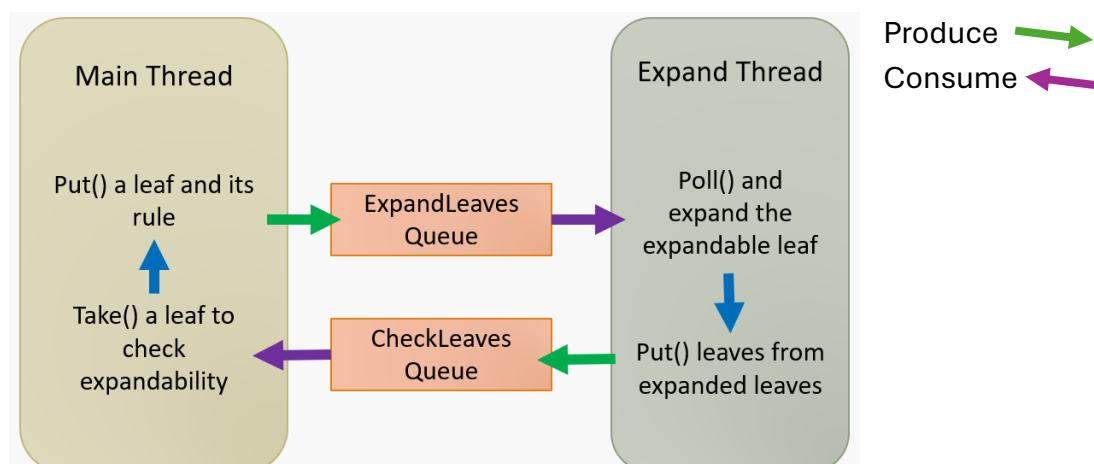 Main Thread
Put() a leaf and its
rule
Take() a leaf to
check
expandability
ExpandLeaves
Queue
CheckLeaves
Queue
Expand Thread
Poll() and
expand the
expandable leaf
Put() leaves from
expanded leaves
Produce
Consume